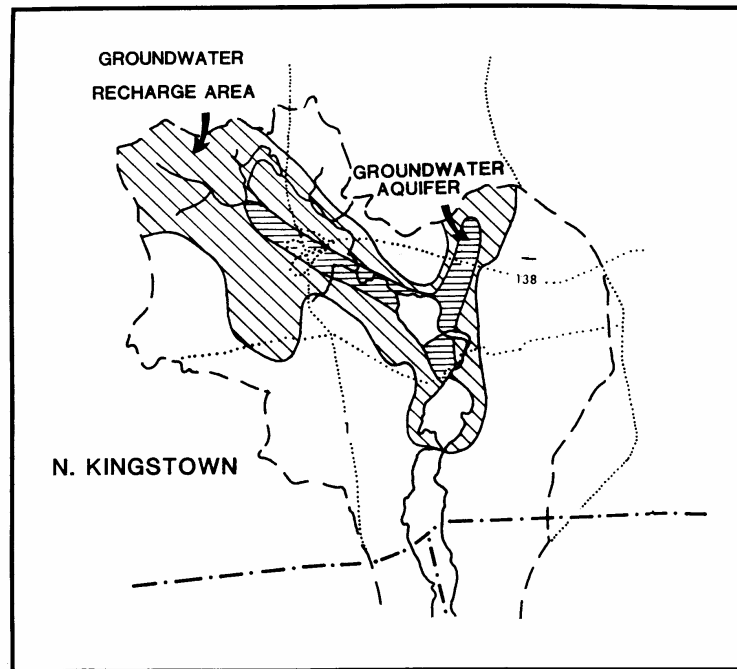 GROUNDWATER
RECHARGE AREA
GROUNDWATER
AQUIFER
138
N. KINGSTOWN